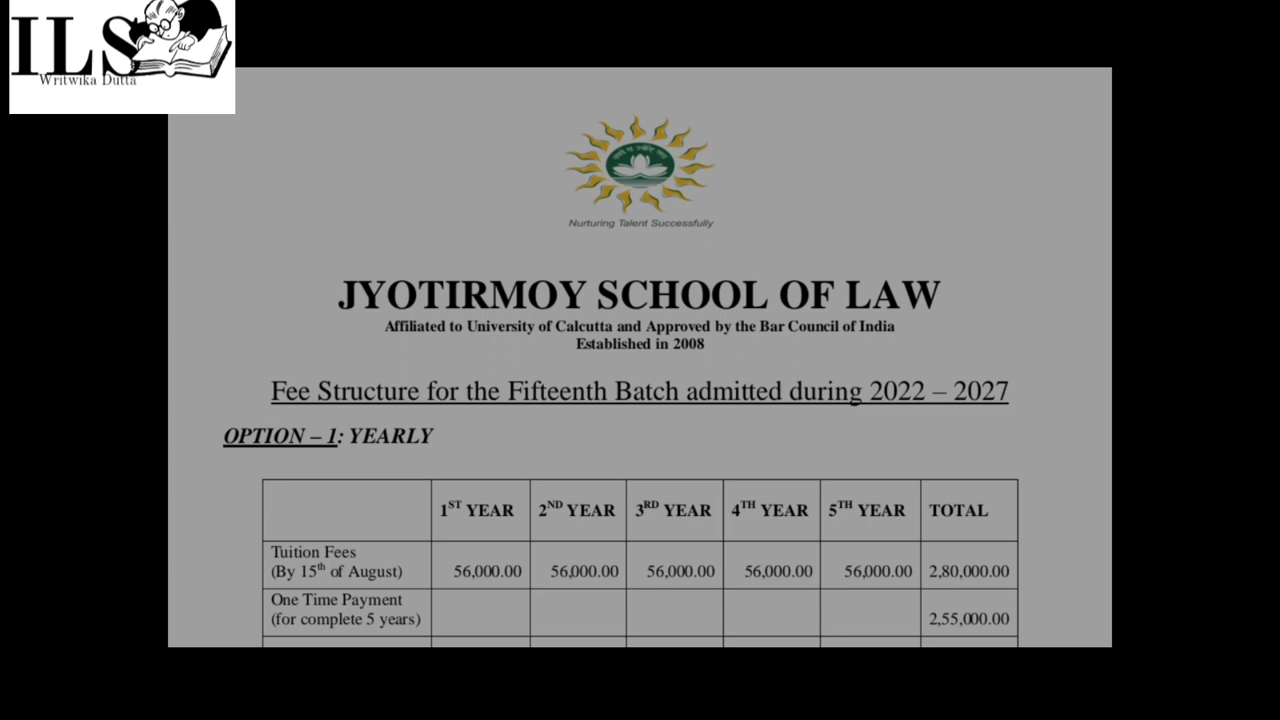 ILS
Writwika Dutta
Nurturing Talent Successfully
JYOTIRMOY SCHOOL OF LAW
Affiliated to University of Calcutta and Approved by the Bar Council of India
Established in 2008
Fee Structure for the Fifteenth Batch admitted during 2022 – 2027
OPTION – 1: YEARLY
1ST YEAR 2ND YEAR 3RD YEAR 4TH YEAR 5TH YEAR TOTAL
Tuition Fees
(By 15th of August) 56,000.00 56,000.00 56,000.00 56,000.00 56,000.00 2,80,000.00
One Time Payment
(for complete 5 years) 2,55,000.00